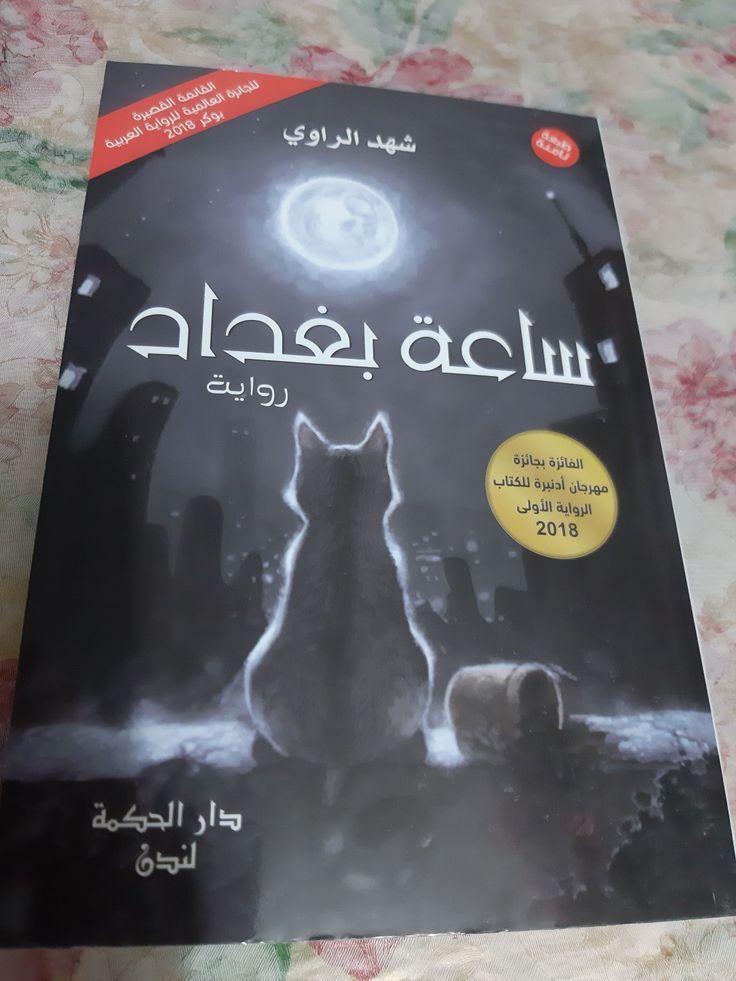 القائمة القصيرة
للجائزة العالمية للرواية العربية
بوكر 2018
طبعة
ثامنة
شهد الراوي
ساعة بغداد
رواية
الفائزة بجائزة
مهرجان أدنبرة للكتاب
الرواية الأولى
2018
دار الحكمة
لندن